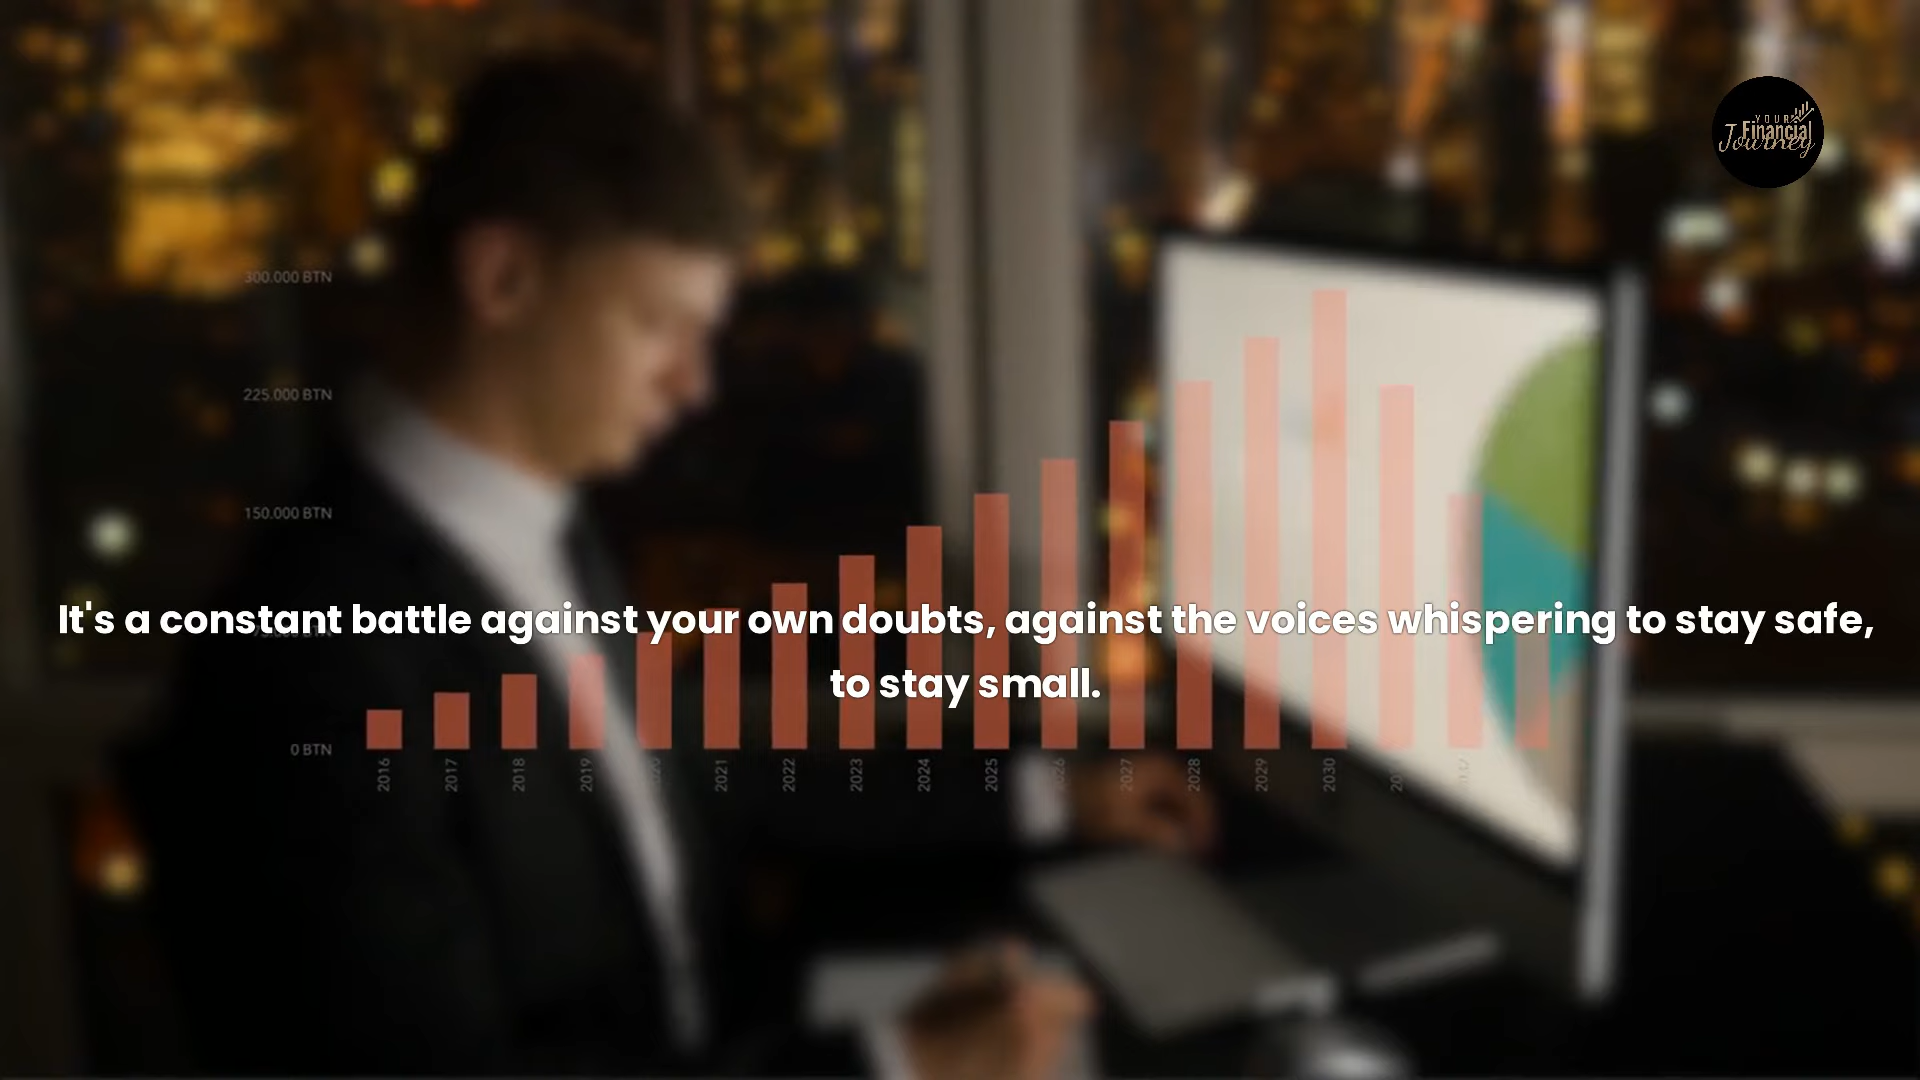 YOUR
Financial
Journey
300.000 BTN
225.000 BTN
150.000 BTN
It's a constant battle against your own doubts, against the voices whispering to stay safe,
to stay small.
0 BTN
2016
2017
2018
2019
2021
2022
2023
2024
2025
2027
2028
2029
2030